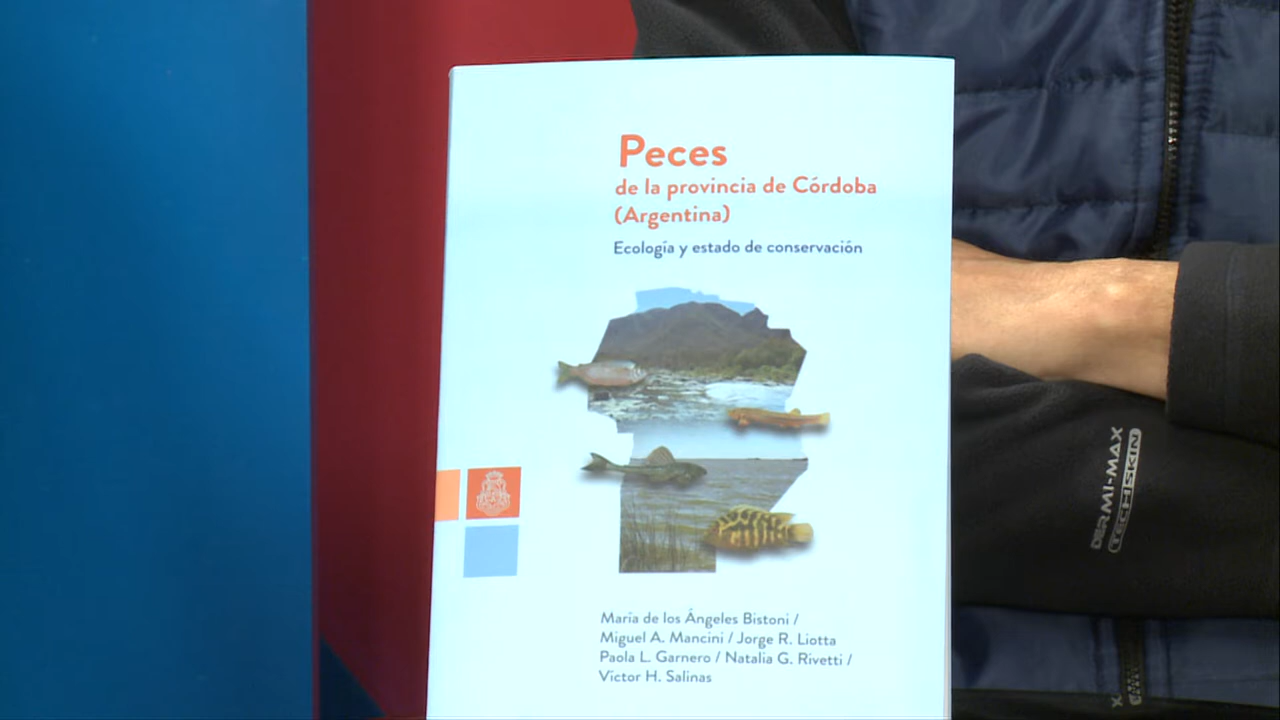 Peces
de la provincia de Córdoba
(Argentina)
Ecología y estado de conservación
María de los Ángeles Bistoni /
Miguel A. Mancini / Jorge R. Liotta
Paola L. Garnero / Natalia G. Rivetti /
Víctor H. Salinas
DERMI-MAX
TECHSKIN